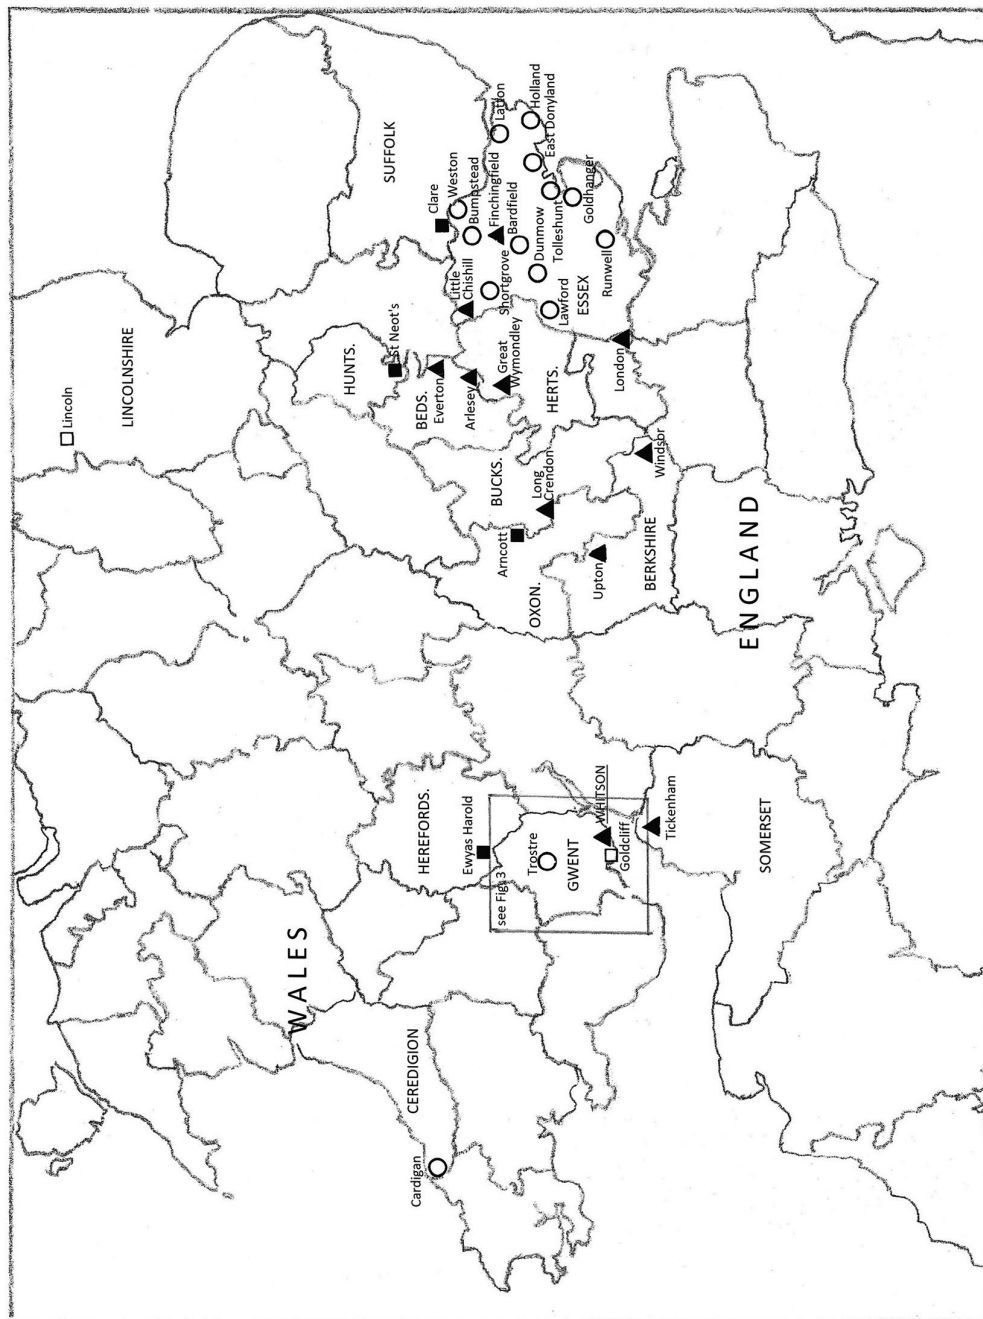 Lincoln
LINCOLNSHIRE
WALES
HUNTS.
SUFFOLK
St Neot's
CEREDIGION
Cardigan
HEREFORDS.
BEDS.
Clare
Everton
Weston
Little
Chishill
Ewyas Harold
Arlesey
Bumpstead
Finchingfield
BUCKS.
see Fig. 3
Great
Wymondley
Latton
Arncott
Shortgrove
Bardfield
Trostre
OXON.
Long
Crendon
Holland
Dunmow
East Donyland
HERTS.
Tolleshunt
Lawford
GWENT
ESSEX
Goldhanger
Upton
WHITSON
Runwell
London
Goldcliff
BERKSHIRE
Windsor
Tickenham
ENGLAND
SOMERSET